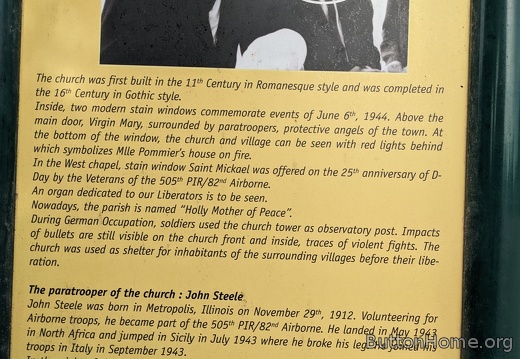 The church was first built in the 11th Century in Romanesque style and was completed in
the 16th Century in Gothic style.
Inside, two modern stain windows commemorate events of June 6th, 1944. Above the
main door, Virgin Mary, surrounded by paratroopers, protective angels of the town. At
the bottom of the window, the church and village can be seen with red lights behind
which symbolizes Mlle Pommier's house on fire.
In the West chapel, stain window Saint Mickael was offered on the 25th anniversary of D-
Day by the Veterans of the 505th PIR/82nd Airborne.
An organ dedicated to our Liberators is to be seen.
Nowadays, the parish is named "Holly Mother of Peace".
During German Occupation, soldiers used the church tower as observatory post. Impacts
of bullets are still visible on the church front and inside, traces of violent fights. The
church was used as shelter for inhabitants of the surrounding villages before their libe-
ration.
The paratrooper of the church : John Steele
John Steele was born in Metropolis, Illinois on November 29th, 1912. Volunteering for
Airborne troops, he became part of the 505th PIR/82nd Airborne. He landed in May 1943
in North Africa and jumped in Sicily in July 1943 where he broke his leg
troops in Italy in September 1943.
ButtonHome.org